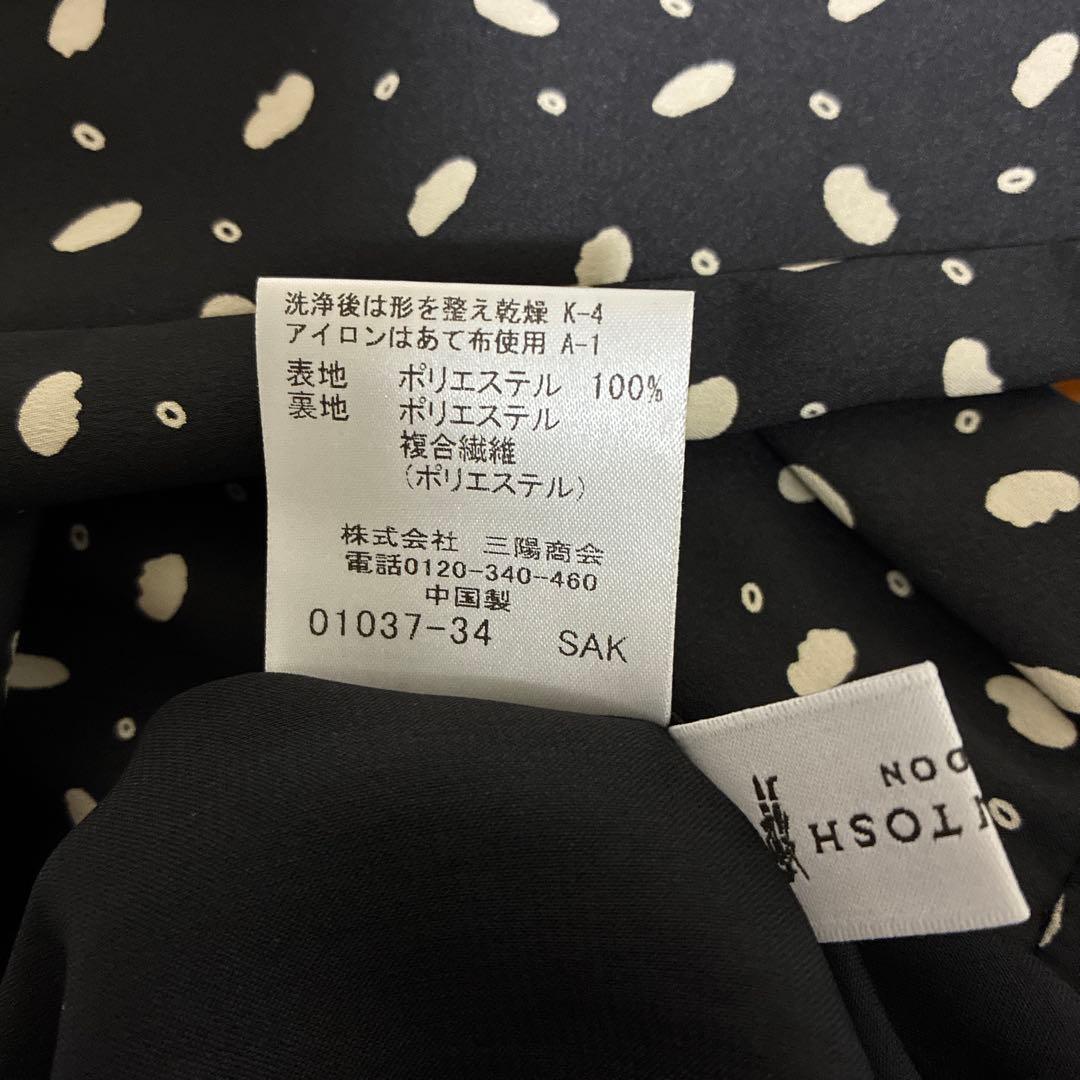 洗浄後は形を整え乾燥 K-4
アイロンはあて布使用 A-1
表地 ポリエステル 100%
裏地 ポリエステル
複合繊維
(ポリエステル)
株式会社 三陽商会
電話0120-340-460
中国製
01037-34 SAK
TOSH
DON